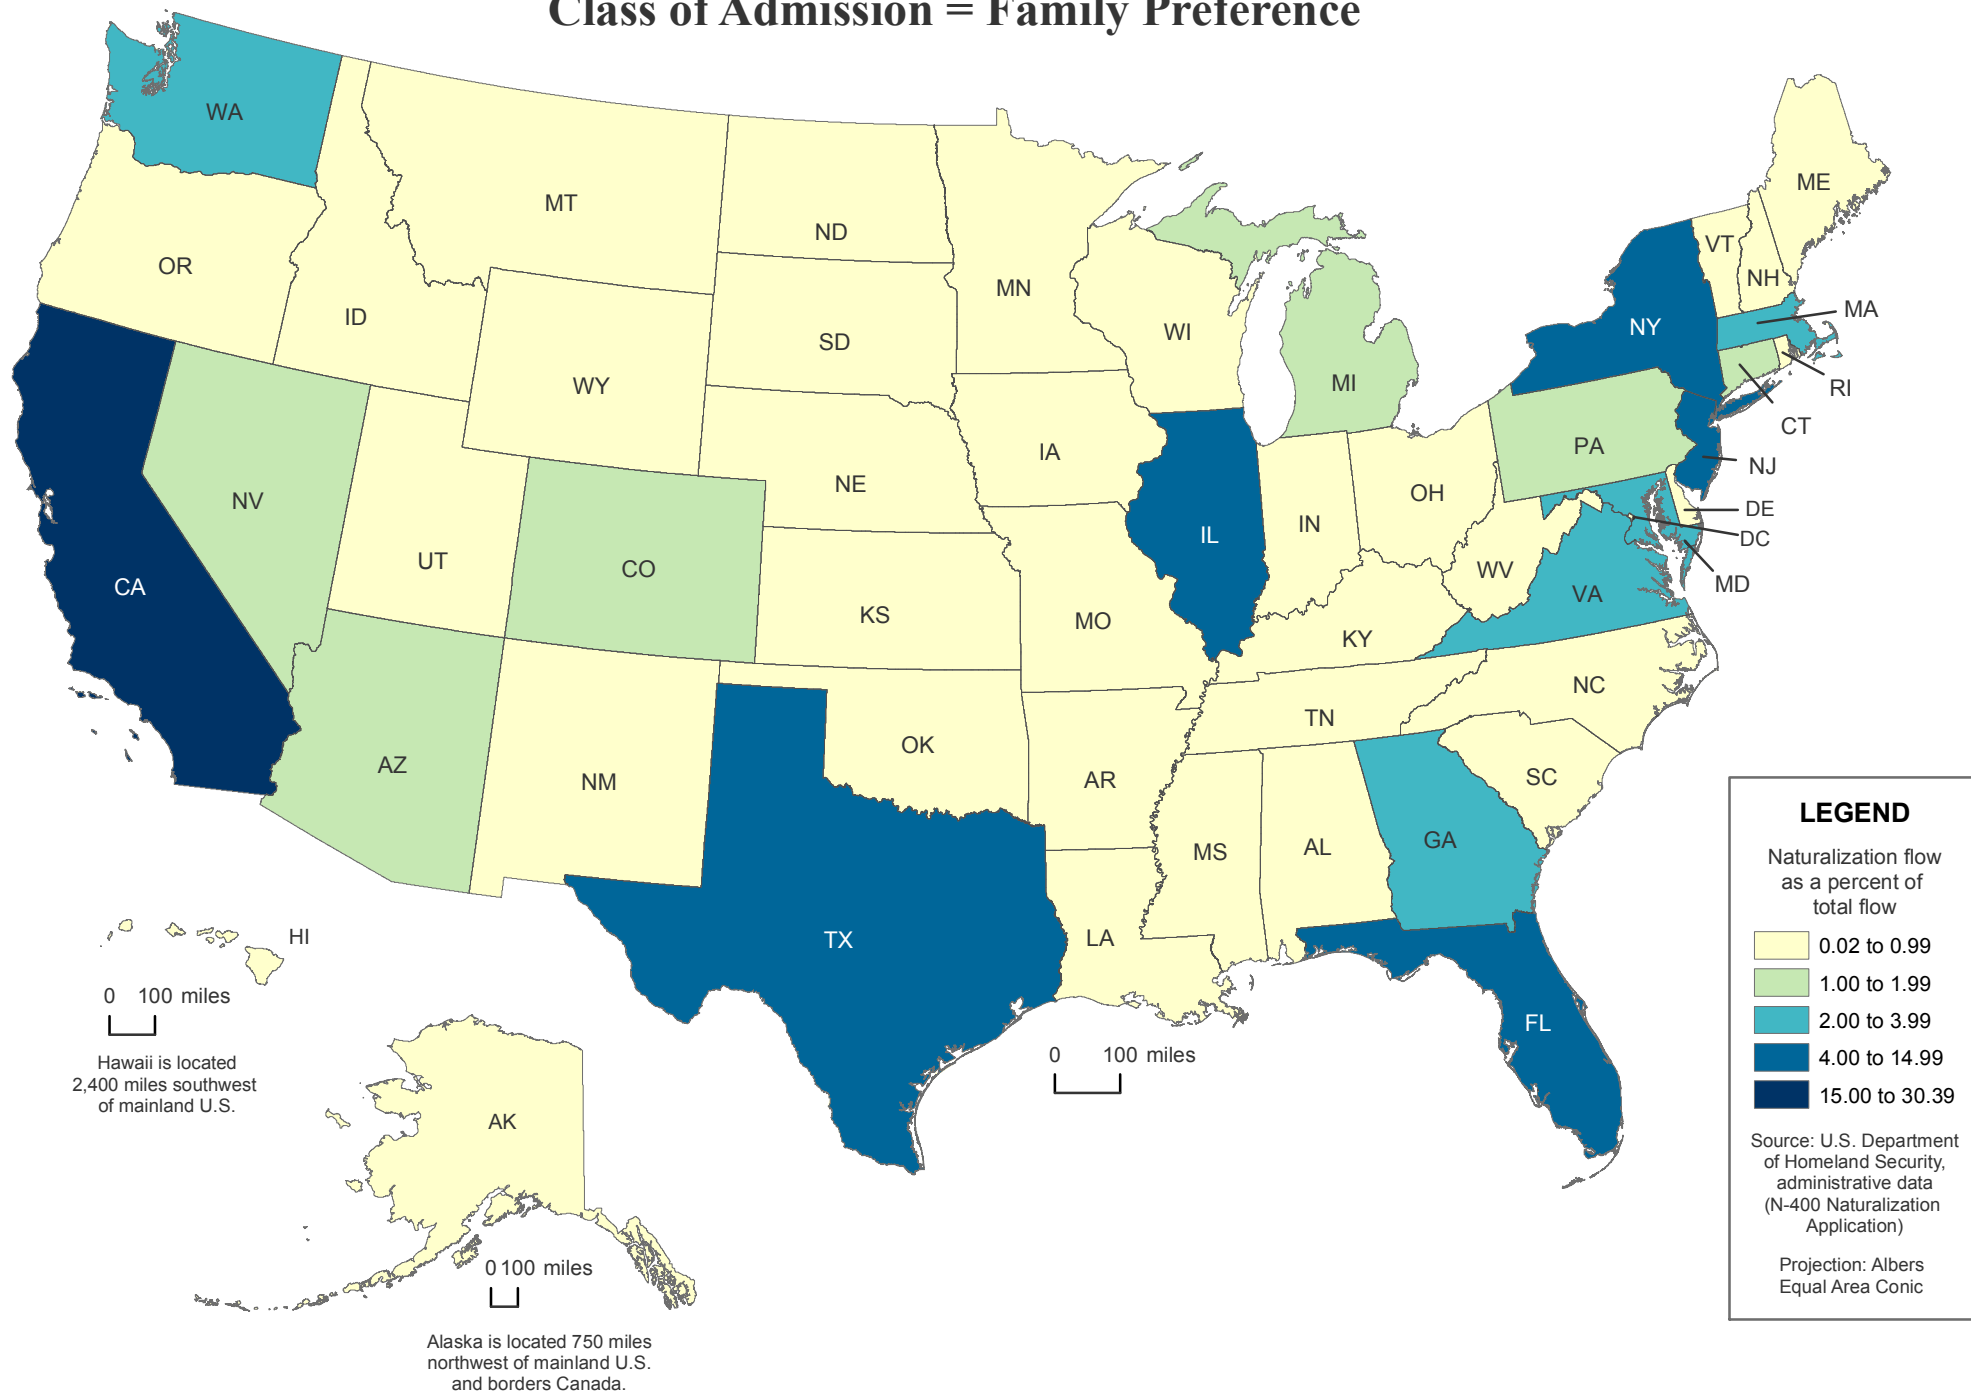 Class of Admission = Family Preference
WA
MT
ND
MN
ME
VT
NH
OR
ID
SD
WI
NY
MA
WY
MI
RI
CT
IA
PA
NJ
NV
NE
OH
IN
DE
DC
UT
CO
IL
WV
MD
CA
VA
KS
MO
KY
NC
TN
AZ
NM
OK
AR
SC
MS
AL
GA
TX
LA
FL
HI
0 100 miles
Hawaii is located
2,400 miles southwest
of mainland U.S.
AK
0 100 miles
Alaska is located 750 miles
northwest of mainland U.S.
and borders Canada.
0 100 miles
LEGEND
Naturalization flow
as a percent of
total flow
0.02 to 0.99
1.00 to 1.99
2.00 to 3.99
4.00 to 14.99
15.00 to 30.39
Source: U.S. Department
of Homeland Security,
administrative data
(N-400 Naturalization
Application)
Projection: Albers
Equal Area Conic